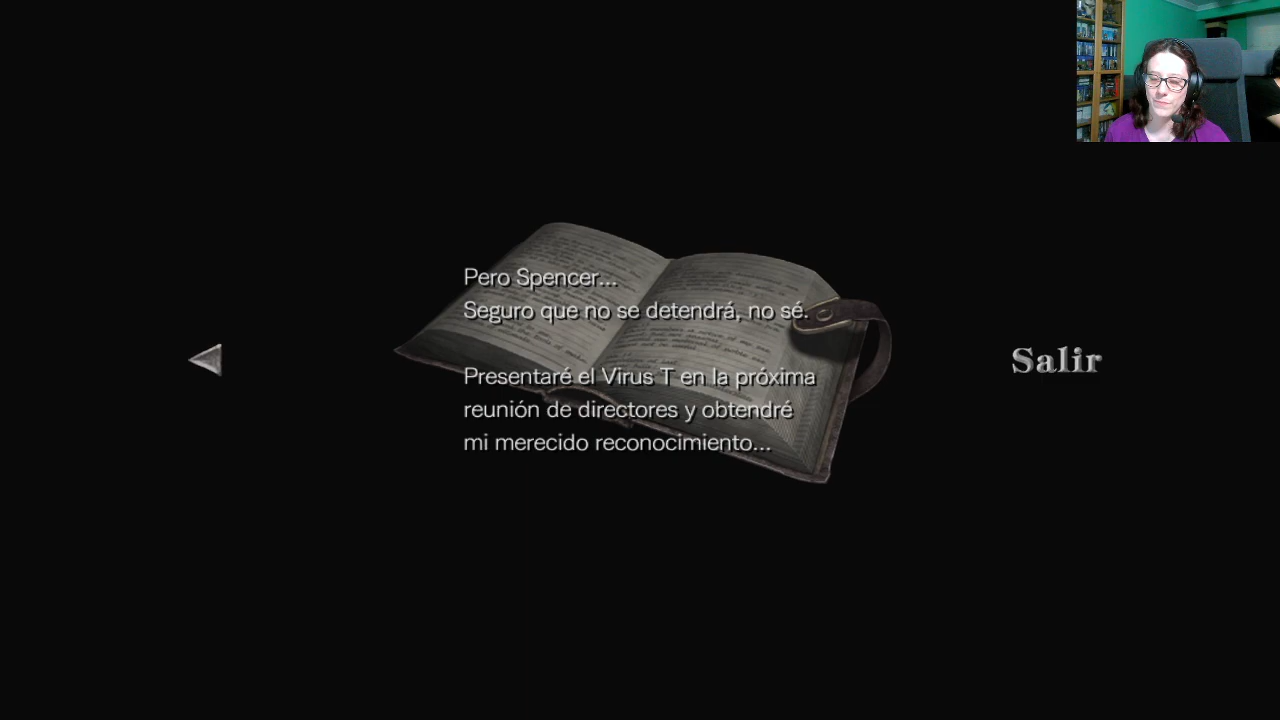 Pero Spencer...
Seguro que no se detendrá, no sé.
Presentaré el Virus T en la próxima
reunión de directores y obtendré
mi merecido reconocimiento...
Salir